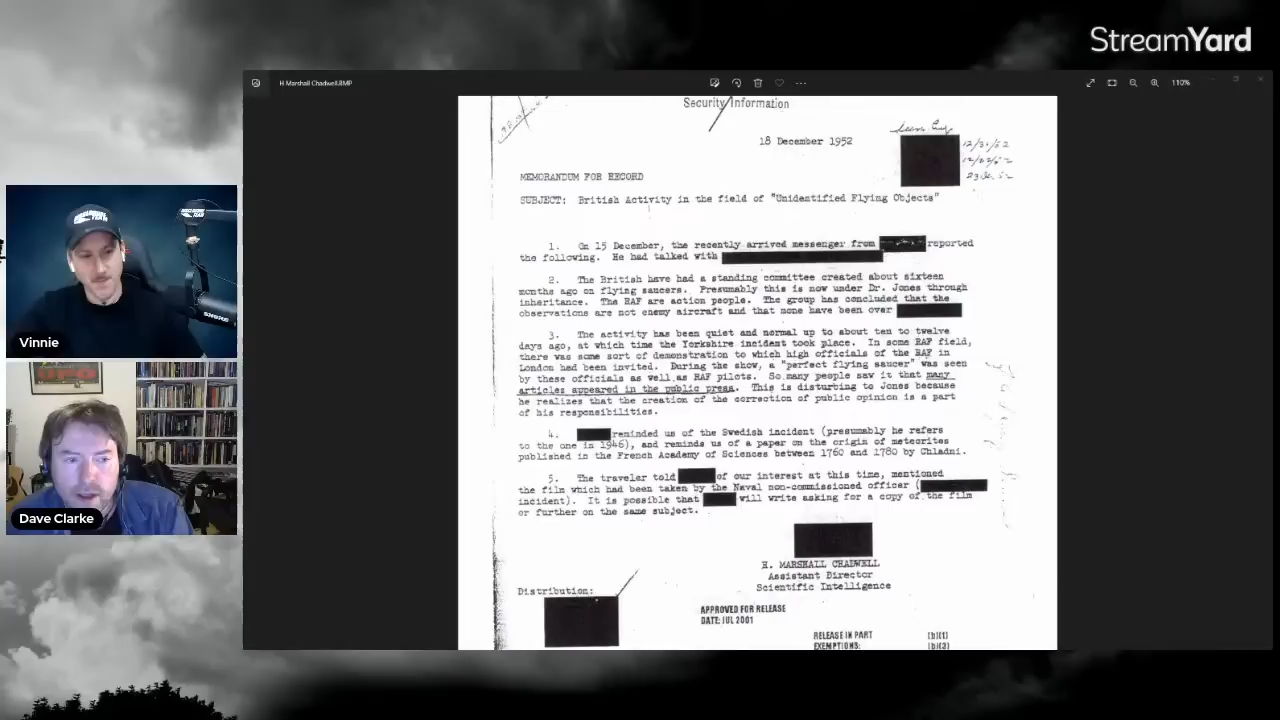 StreamYard
H Marshall Chadwell.BMP
110%
Security Information
18 December 1952
12/31/52
MEMORANDUM FOR RECORD
SUBJECT: British Activity in the field of "Unidentified Flying Objects"
1. On 15 December, the recently arrived messenger from reported
the following. He had talked with
2. The British have had a standing committee created about sixteen
months ago on flying saucers. Presumably this is now under Dr. Jones through
inheritance. The RAF are action people. The group has concluded that the
observations are not enemy aircraft and that none have been over
3. The activity has been quiet and normal up to about ten to twelve
days ago, at which time the Yorkshire incident took place. In some RAF field,
there was some sort of demonstration to which high officials of the RAF in
London had been invited. During the show, a "perfect flying saucer" was seen
by these officials as well as RAF pilots. So many people saw it that many
articles appeared in the public press. This is disturbing to Jones because
he realizes that the creation of the correction of public opinion is a part
of his responsibilities.
4. reminded us of the Swedish incident (presumably he refers
to the one in 1946), and reminds us of a paper on the origin of meteorites
published in the French Academy of Sciences between 1760 and 1780 by Chladni.
5. The traveler told of our interest at this time, mentioned
the film which had been taken by the Naval non-commissioned officer (
incident). It is possible that will write asking for a copy of the film
or further on the same subject.
H. MARSHALL CHADWELL
Assistant Director
Scientific Intelligence
Distribution:
APPROVED FOR RELEASE
DATE: JUL 2001
RELEASE IN PART
EXEMPTIONS:
(b)(1)
(b)(3)
Vinnie
Dave Clarke